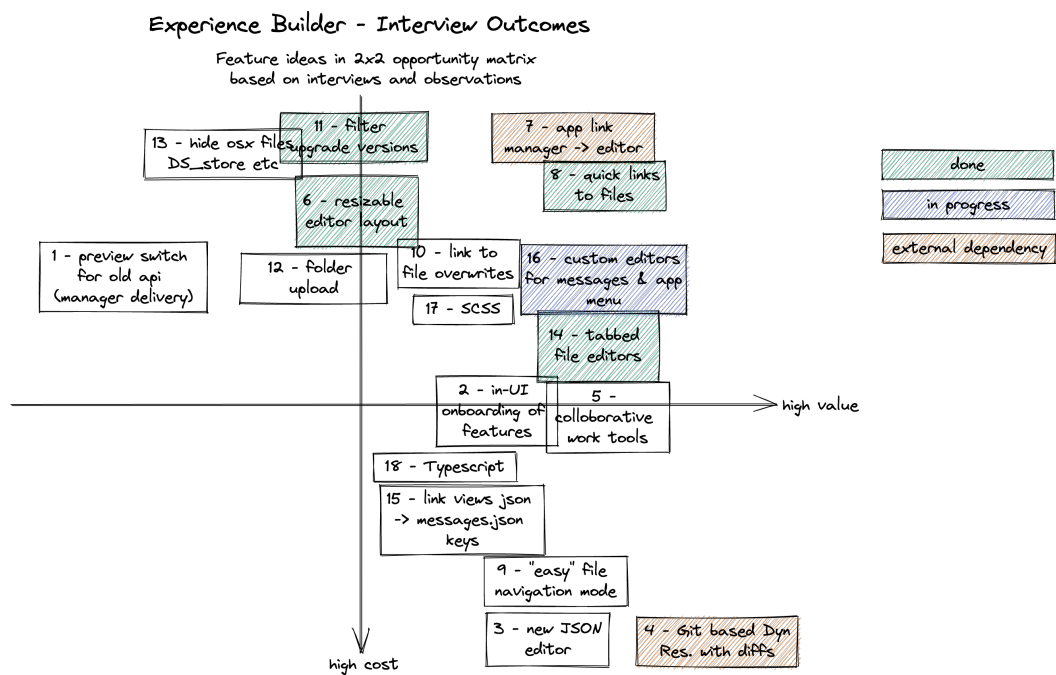 Experience Builder - Interview Outcomes
Feature ideas in 2x2 opportunity matrix
based on interviews and observations
11 - filter
upgrade versions
13 - hide osx files
DS_store etc
7 - app link
manager -> editor
8 - quick links
to files
done
in progress
external dependency
6 - resizable
editor layout
1 - preview switch
for old api
(manager delivery)
12 - folder
upload
10 - link to
file overwrites
16 - custom editors
for messages & app
menu
17 - SCSS
14 - tabbed
file editors
2 - in-UI
onboarding of
features
5 -
colloborative
work tools
high value
18 - Typescript
15 - link views json
-> messages.json
keys
9 - "easy" file
navigation mode
3 - new JSON
editor
4 - Git based Dyn
Res. with diffs
high cost